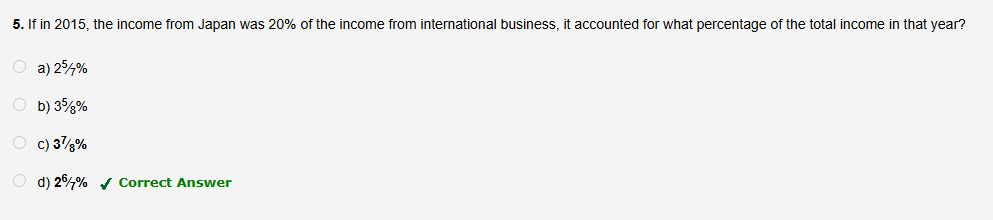 5. If in 2015, the income from Japan was 20% of the income from international business, it accounted for what percentage of the total income in that year?
a) 2⁵⁄₇%
b) 3⁵⁄₈%
c) 3⁷⁄₈%
d) 2⁶⁄₇% ✓ Correct Answer